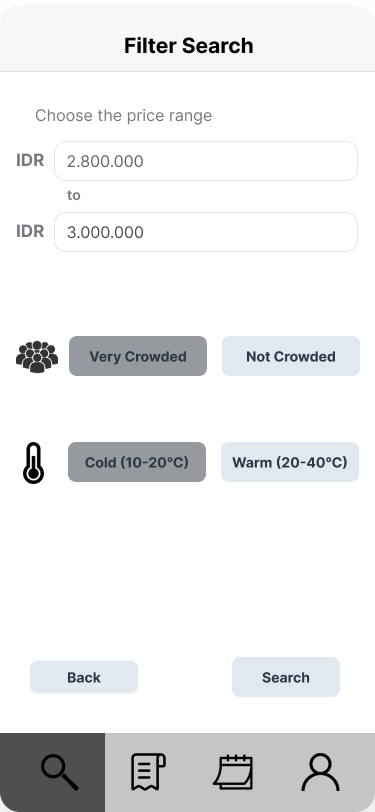 Filter Search
Choose the price range
IDR 2.800.000
to
IDR 3.000.000
Very Crowded Not Crowded
Cold (10-20°C) Warm (20-40°C)
Back Search